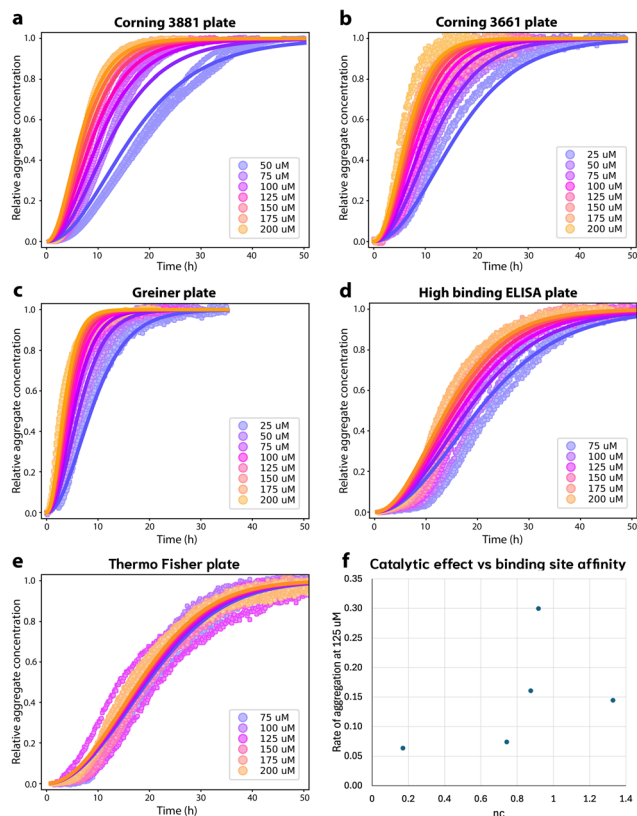 a Corning 3881 plate
Relative aggregate concentration
1.0
0.8
0.6
0.4
0.2
0.0
50 uM
75 uM
100 uM
125 uM
150 uM
175 uM
200 uM
0 10 20 30 40 50
Time (h)
b Corning 3661 plate
Relative aggregate concentration
1.0
0.8
0.6
0.4
0.2
0.0
25 uM
50 uM
75 uM
100 uM
125 uM
150 uM
175 uM
200 uM
0 10 20 30 40 50
Time (h)
c Greiner plate
Relative aggregate concentration
1.0
0.8
0.6
0.4
0.2
0.0
25 uM
50 uM
75 uM
100 uM
125 uM
150 uM
175 uM
200 uM
0 10 20 30 40 50
Time (h)
d High binding ELISA plate
Relative aggregate concentration
1.0
0.8
0.6
0.4
0.2
0.0
75 uM
100 uM
125 uM
150 uM
175 uM
200 uM
0 10 20 30 40 50
Time (h)
e Thermo Fisher plate
Relative aggregate concentration
1.0
0.8
0.6
0.4
0.2
0.0
75 uM
100 uM
125 uM
150 uM
175 uM
200 uM
0 10 20 30 40 50
Time (h)
f Catalytic effect vs binding site affinity
Rate of aggregation at 125 uM
0.35
0.30
0.25
0.20
0.15
0.10
0.05
0.00
0 0.2 0.4 0.6 0.8 1 1.2 1.4
nc